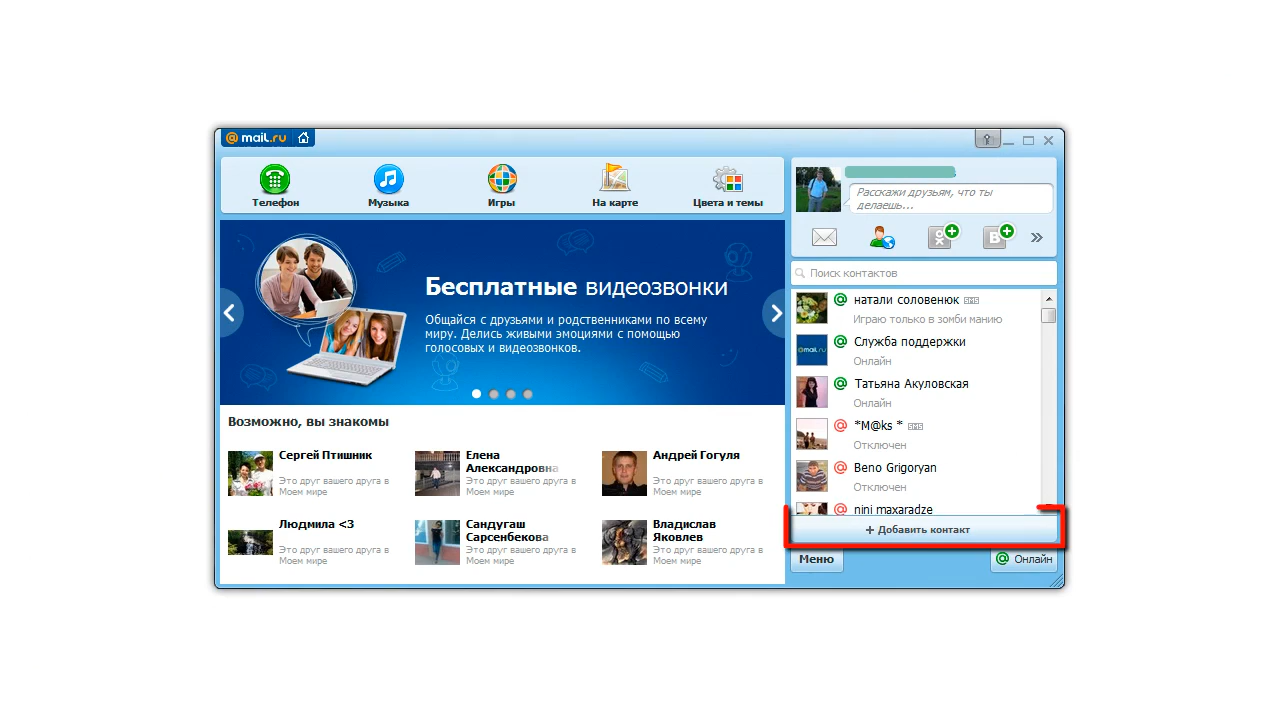 @mail.ru
Телефон
Музыка
Игры
На карте
Цвета и темы
Бесплатные видеозвонки
Общайся с друзьями и родственниками по всему
миру. Делись живыми эмоциями с помощью
голосовых и видеозвонков.
Возможно, вы знакомы
Сергей Птишник
Это друг вашего друга в
Моем мире
Елена
Александровна
Это друг вашего друга в
Моем мире
Андрей Гогуля
Это друг вашего друга в
Моем мире
Людмила <3
Это друг вашего друга в
Моем мире
Сандугаш
Сарсенбекова
Это друг вашего друга в
Моем мире
Владислав
Яковлев
Это друг вашего друга в
Моем мире
Расскажи друзьям, что ты
делаешь...
Поиск контактов
@ натали соловенюк
Играю только в зомби манию
@mail.ru
@ Служба поддержки
Онлайн
@ Татьяна Акуловская
Онлайн
@ *M@ks *
Отключен
@ Beno Grigoryan
Отключен
@ nini maxaradze
+ Добавить контакт
Меню
@ Онлайн